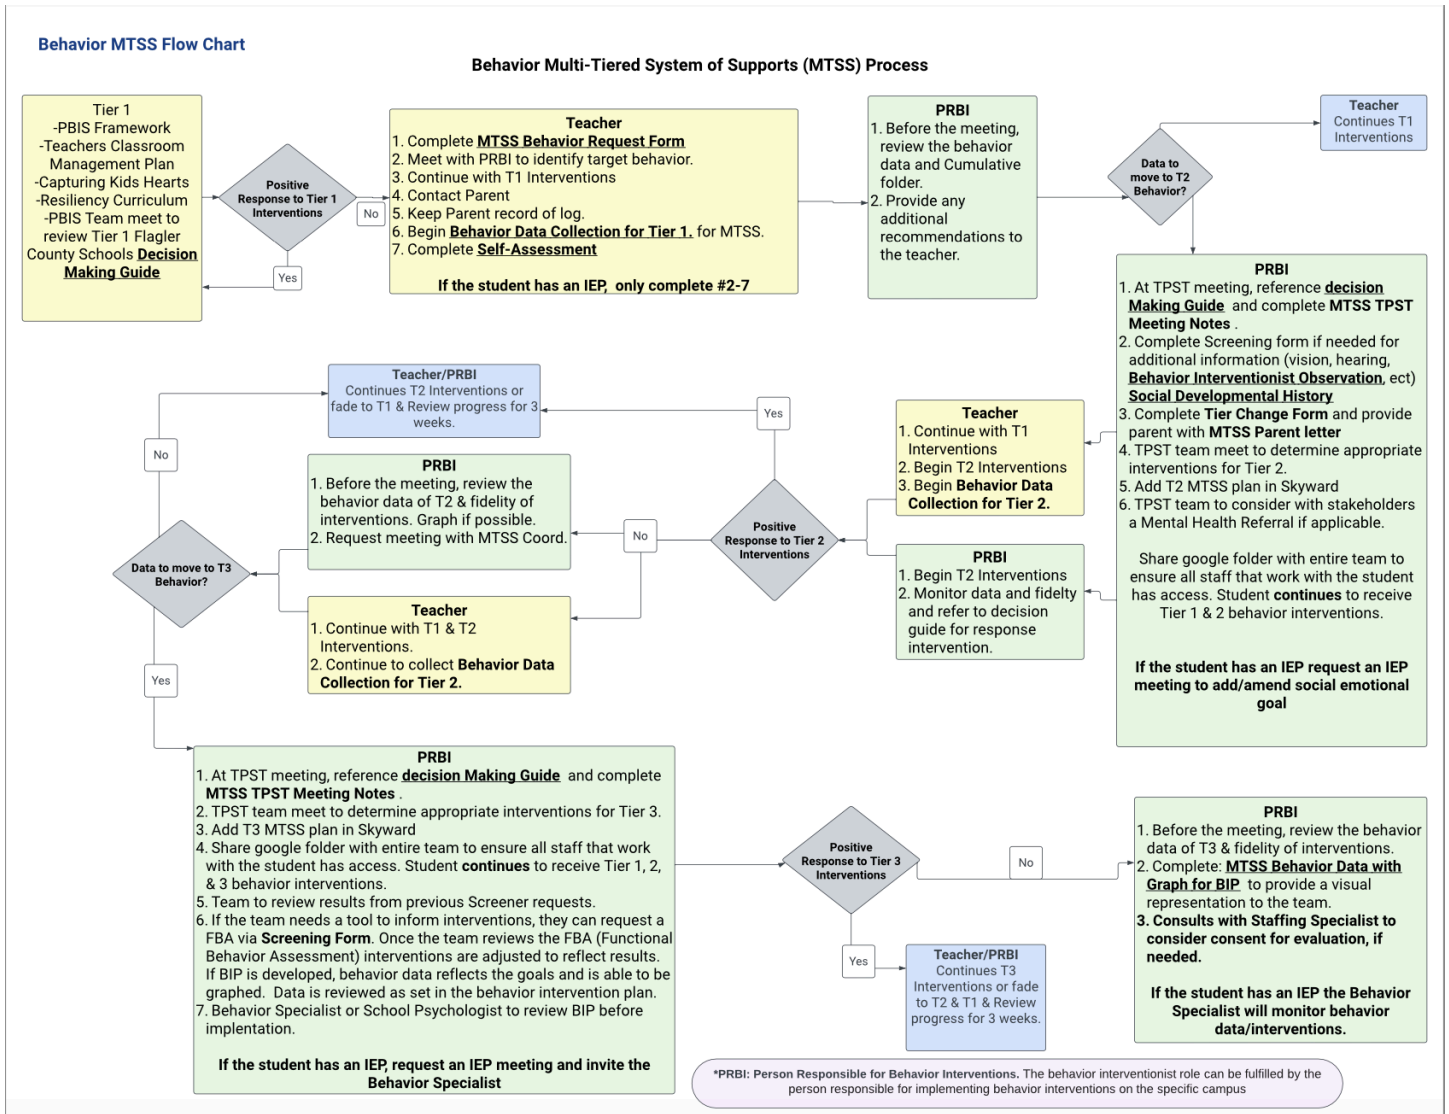 Behavior MTSS Flow Chart
Behavior Multi-Tiered System of Supports (MTSS) Process
Tier 1
-PBIS Framework
-Teachers Classroom
Management Plan
-Capturing Kids Hearts
-Resiliency Curriculum
-PBIS Team meet to
review Tier 1 Flagler
County Schools Decision
Making Guide
Positive
Response to Tier 1
Interventions
No
Yes
Teacher
1. Complete MTSS Behavior Request Form
2. Meet with PRBI to identify target behavior.
3. Continue with T1 Interventions
4. Contact Parent
5. Keep Parent record of log.
6. Begin Behavior Data Collection for Tier 1. for MTSS.
7. Complete Self-Assessment
If the student has an IEP, only complete #2-7
PRBI
1. Before the meeting,
review the behavior
data and Cumulative
folder.
2. Provide any
additional
recommendations to
the teacher.
Data to
move to T2
Behavior?
Teacher
Continues T1
Interventions
PRBI
1. At TPST meeting, reference decision
Making Guide and complete MTSS TPST
Meeting Notes .
2. Complete Screening form if needed for
additional information (vision, hearing,
Behavior Interventionist Observation, ect)
Social Developmental History
3. Complete Tier Change Form and provide
parent with MTSS Parent letter
4. TPST team meet to determine appropriate
interventions for Tier 2.
5. Add T2 MTSS plan in Skyward
6. TPST team to consider with stakeholders
a Mental Health Referral if applicable.
Share google folder with entire team to
ensure all staff that work with the student
has access. Student continues to receive
Tier 1 & 2 behavior interventions.
If the student has an IEP request an IEP
meeting to add/amend social emotional
goal
Teacher
1. Continue with T1
Interventions
2. Begin T2 Interventions
3. Begin Behavior Data
Collection for Tier 2.
PRBI
1. Begin T2 Interventions
2. Monitor data and fidelty
and refer to decision
guide for response
intervention.
Positive
Response to Tier 2
Interventions
Yes
No
Teacher/PRBI
Continues T2 Interventions or
fade to T1 & Review progress for 3
weeks.
PRBI
1. Before the meeting, review the
behavior data of T2 & fidelity of
interventions. Graph if possible.
2. Request meeting with MTSS Coord.
Teacher
1. Continue with T1 & T2
Interventions.
2. Continue to collect Behavior Data
Collection for Tier 2.
No
Data to move to T3
Behavior?
Yes
PRBI
1. At TPST meeting, reference decision Making Guide and complete
MTSS TPST Meeting Notes .
2. TPST team meet to determine appropriate interventions for Tier 3.
3. Add T3 MTSS plan in Skyward
4. Share google folder with entire team to ensure all staff that work
with the student has access. Student continues to receive Tier 1, 2,
& 3 behavior interventions.
5. Team to review results from previous Screener requests.
6. If the team needs a tool to inform interventions, they can request a
FBA via Screening Form. Once the team reviews the FBA (Functional
Behavior Assessment) interventions are adjusted to reflect results.
If BIP is developed, behavior data reflects the goals and is able to be
graphed. Data is reviewed as set in the behavior intervention plan.
7. Behavior Specialist or School Psychologist to review BIP before
implentation.
If the student has an IEP, request an IEP meeting and invite the
Behavior Specialist
Positive
Response to Tier 3
Interventions
No
Yes
Teacher/PRBI
Continues T3
Interventions or fade
to T2 & T1 & Review
progress for 3 weeks.
PRBI
1. Before the meeting, review the behavior
data of T3 & fidelity of interventions.
2. Complete: MTSS Behavior Data with
Graph for BIP to provide a visual
representation to the team.
3. Consults with Staffing Specialist to
consider consent for evaluation, if
needed.
If the student has an IEP the Behavior
Specialist will monitor behavior
data/interventions.
*PRBI: Person Responsible for Behavior Interventions. The behavior interventionist role can be fulfilled by the
person responsible for implementing behavior interventions on the specific campus